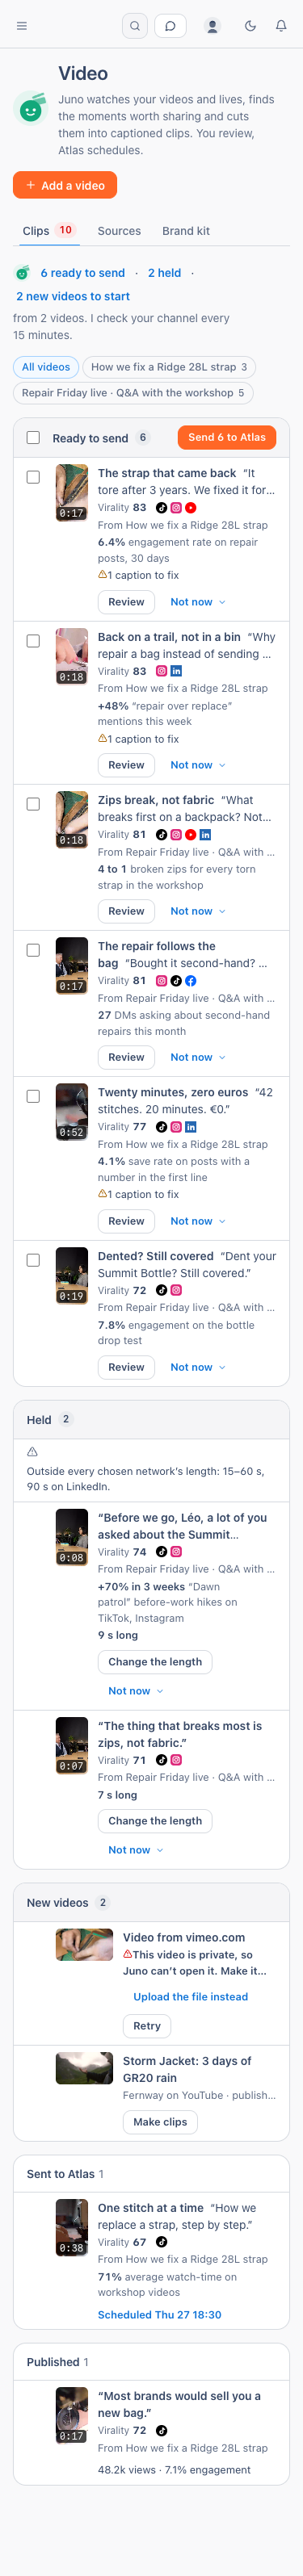 Video
Juno watches your videos and lives, finds
the moments worth sharing and cuts
them into captioned clips. You review,
Atlas schedules.
+ Add a video
Clips 10 Sources Brand kit
6 ready to send · 2 held ·
2 new videos to start
from 2 videos. I check your channel every
15 minutes.
All videos How we fix a Ridge 28L strap 3
Repair Friday live · Q&A with the workshop 5
Ready to send 6 Send 6 to Atlas
The strap that came back “It
tore after 3 years. We fixed it for…
0:17
Virality 83
From How we fix a Ridge 28L strap
6.4% engagement rate on repair
posts, 30 days
1 caption to fix
Review Not now
Back on a trail, not in a bin “Why
repair a bag instead of sending …
0:18
Virality 83
From How we fix a Ridge 28L strap
+48% “repair over replace”
mentions this week
1 caption to fix
Review Not now
Zips break, not fabric “What
breaks first on a backpack? Not…
0:18
Virality 81
From Repair Friday live · Q&A with …
4 to 1 broken zips for every torn
strap in the workshop
Review Not now
The repair follows the
bag “Bought it second-hand? …
0:17
Virality 81
From Repair Friday live · Q&A with …
27 DMs asking about second-hand
repairs this month
Review Not now
Twenty minutes, zero euros “42
stitches. 20 minutes. €0.”
0:52
Virality 77
From How we fix a Ridge 28L strap
4.1% save rate on posts with a
number in the first line
1 caption to fix
Review Not now
Dented? Still covered “Dent your
Summit Bottle? Still covered.”
0:19
Virality 72
From Repair Friday live · Q&A with …
7.8% engagement on the bottle
drop test
Review Not now
Held 2
Outside every chosen network's length: 15–60 s,
90 s on LinkedIn.
“Before we go, Léo, a lot of you
asked about the Summit…
0:08
Virality 74
From Repair Friday live · Q&A with …
+70% in 3 weeks “Dawn
patrol” before-work hikes on
TikTok, Instagram
9 s long
Change the length
Not now
“The thing that breaks most is
zips, not fabric.”
0:07
Virality 71
From Repair Friday live · Q&A with …
7 s long
Change the length
Not now
New videos 2
Video from vimeo.com
This video is private, so
Juno can’t open it. Make it…
Upload the file instead
Retry
Storm Jacket: 3 days of
GR20 rain
Fernway on YouTube · publish…
Make clips
Sent to Atlas 1
One stitch at a time “How we
replace a strap, step by step.”
0:38
Virality 67
From How we fix a Ridge 28L strap
71% average watch-time on
workshop videos
Scheduled Thu 27 18:30
Published 1
“Most brands would sell you a
new bag.”
0:17
Virality 72
From How we fix a Ridge 28L strap
48.2k views · 7.1% engagement